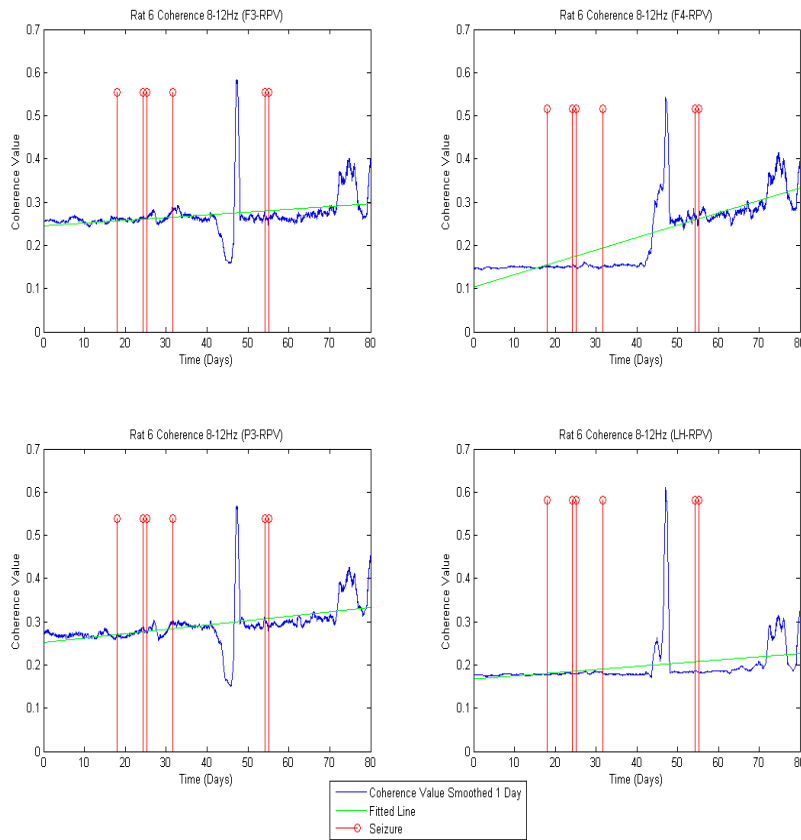 Rat 6 Coherence 8-12Hz (F3-RPV)
0.7
0.6
0.5
0.4
0.3
0.2
0.1
0
Coherence Value
0 10 20 30 40 50 60 70 80
Time (Days)
Rat 6 Coherence 8-12Hz (F4-RPV)
0.7
0.6
0.5
0.4
0.3
0.2
0.1
0
Coherence Value
0 10 20 30 40 50 60 70 80
Time (Days)
Rat 6 Coherence 8-12Hz (P3-RPV)
0.7
0.6
0.5
0.4
0.3
0.2
0.1
0
Coherence Value
0 10 20 30 40 50 60 70 80
Time (Days)
Rat 6 Coherence 8-12Hz (LH-RPV)
0.7
0.6
0.5
0.4
0.3
0.2
0.1
0
Coherence Value
0 10 20 30 40 50 60 70 80
Time (Days)
Coherence Value Smoothed 1 Day
Fitted Line
Seizure